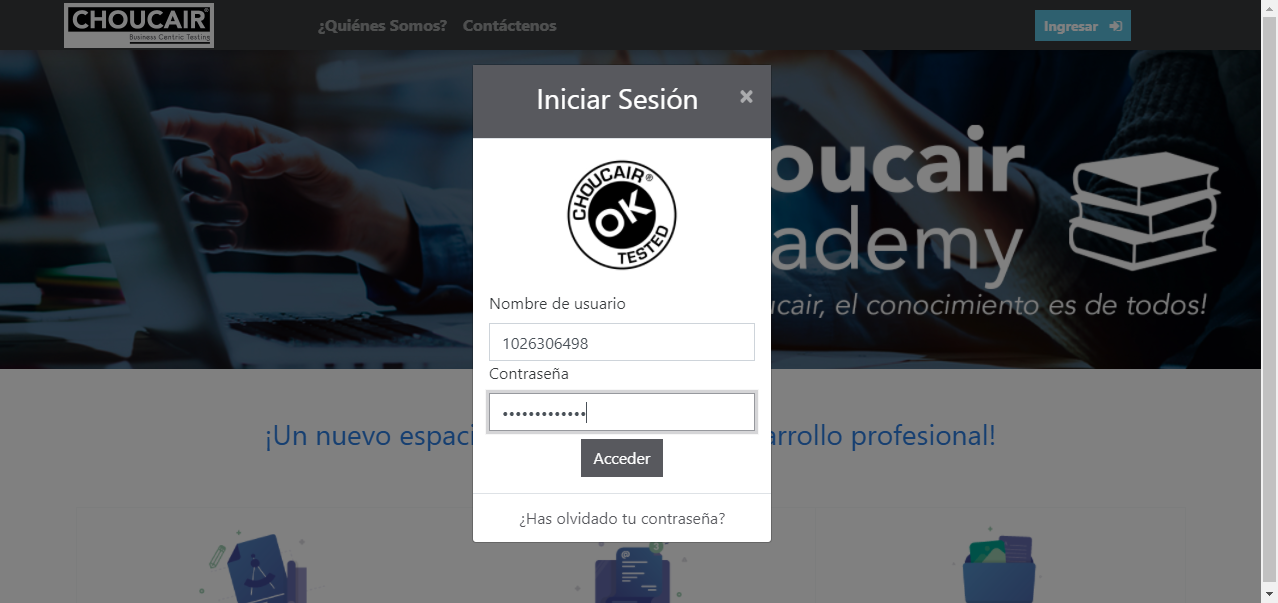 CHOUCAIR®
Business Centric Testing
¿Quiénes Somos? Contáctenos
Ingresar
Iniciar Sesión ×
CHOUCAIR®
OK
TESTED
Nombre de usuario
1026306498
Contraseña
•••••••••••••
Acceder
¿Has olvidado tu contraseña?
oucair
ademy
ucair, el conocimiento es de todos!
¡Un nuevo espaci
arrollo profesional!